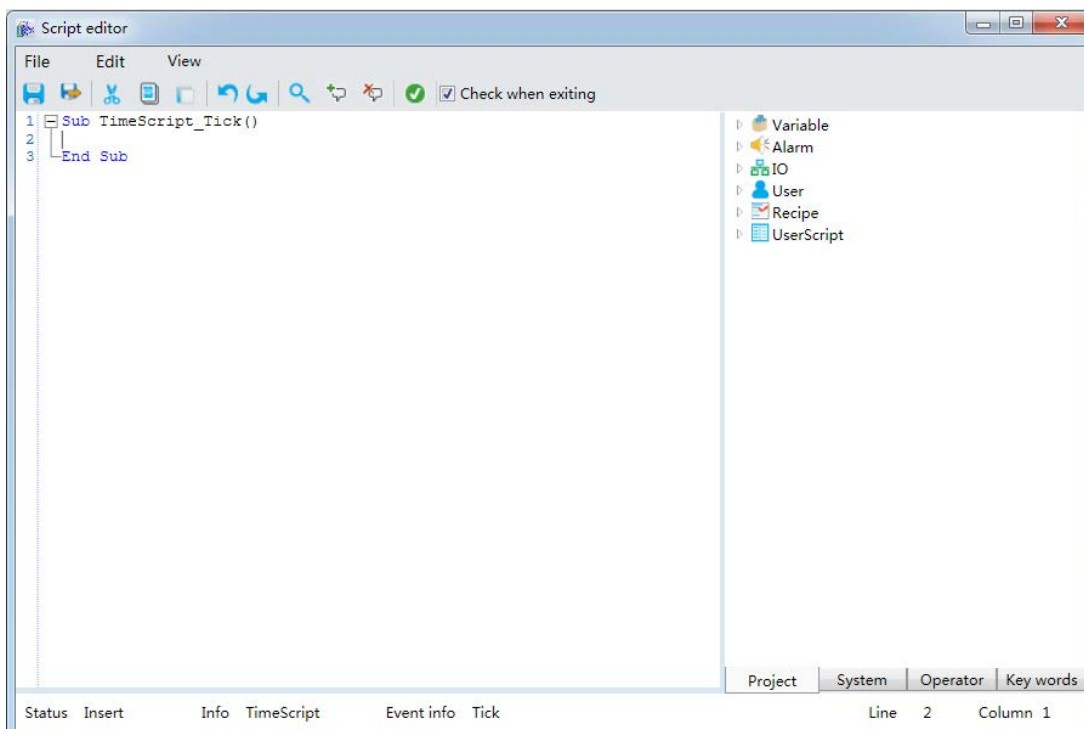 Script editor
File Edit View
Check when exiting
1 Sub TimeScript_Tick()
2
3 End Sub
Variable
Alarm
IO
User
Recipe
UserScript
Project System Operator Key words
Status Insert Info TimeScript Event info Tick Line 2 Column 1